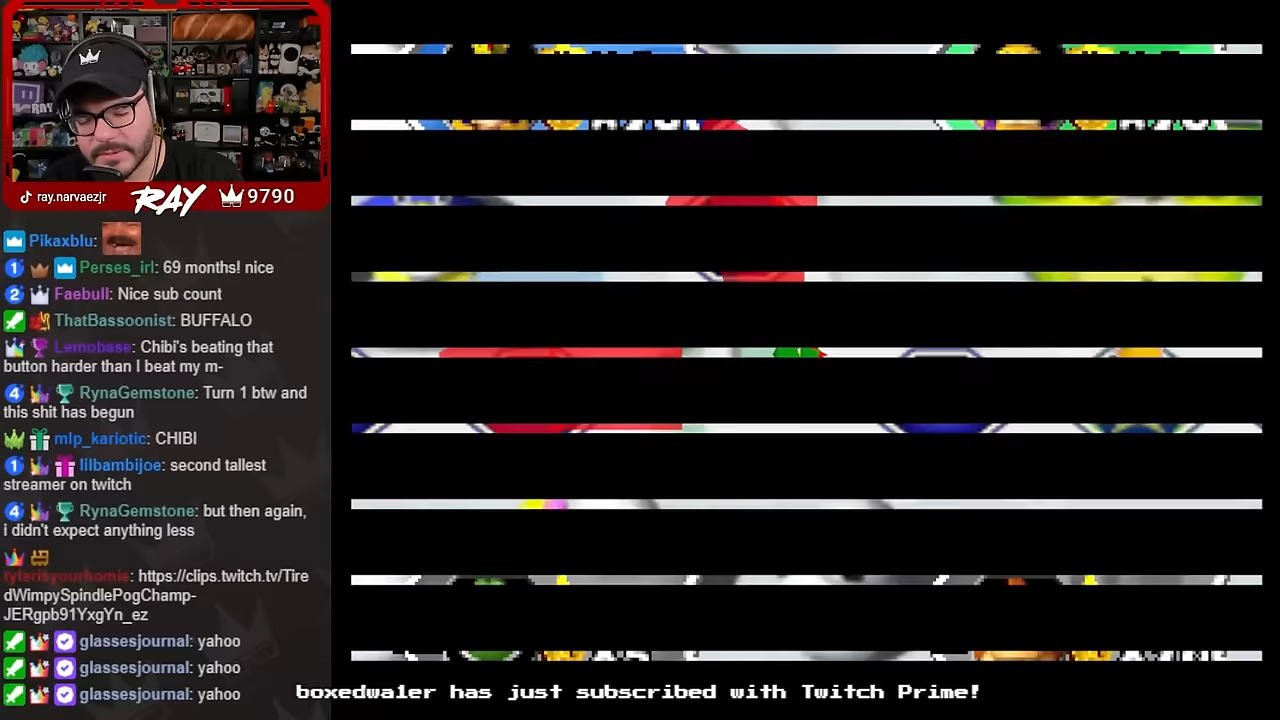 ray.narvaezjr RAY 9790
Pikaxblu:
Perses_irl: 69 months! nice
Faebull: Nice sub count
ThatBassoonist: BUFFALO
Lemobase: Chibi's beating that
button harder than I beat my m-
RynaGemstone: Turn 1 btw and
this shit has begun
mlp_kariotic: CHIBI
lilbambijoe: second tallest
streamer on twitch
RynaGemstone: but then again,
i didn't expect anything less
tylerisyourhomie: https://clips.twitch.tv/Tire
dWimpySpindlePogChamp-
JERgpb91YxgYn_ez
glassesjournal: yahoo
glassesjournal: yahoo
glassesjournal: yahoo
boxedwaler has just subscribed with Twitch Prime!